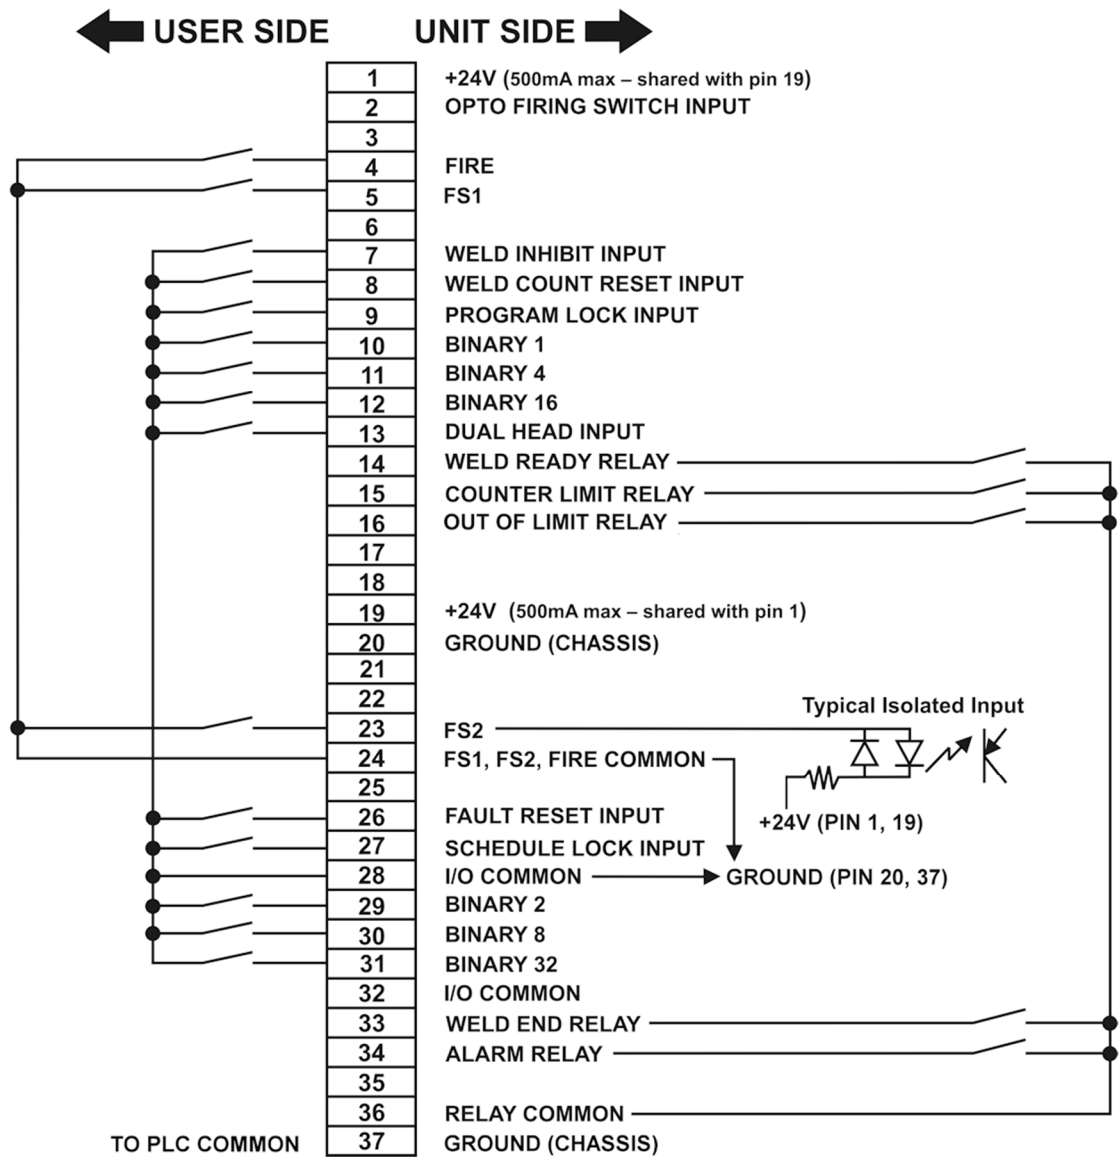 USER SIDE UNIT SIDE
1 +24V (500mA max – shared with pin 19)
2 OPTO FIRING SWITCH INPUT
3
4 FIRE
5 FS1
6
7 WELD INHIBIT INPUT
8 WELD COUNT RESET INPUT
9 PROGRAM LOCK INPUT
10 BINARY 1
11 BINARY 4
12 BINARY 16
13 DUAL HEAD INPUT
14 WELD READY RELAY
15 COUNTER LIMIT RELAY
16 OUT OF LIMIT RELAY
17
18
19 +24V (500mA max – shared with pin 1)
20 GROUND (CHASSIS)
21
22
Typical Isolated Input
23 FS2
24 FS1, FS2, FIRE COMMON
25
26 FAULT RESET INPUT
+24V (PIN 1, 19)
27 SCHEDULE LOCK INPUT
28 I/O COMMON GROUND (PIN 20, 37)
29 BINARY 2
30 BINARY 8
31 BINARY 32
32 I/O COMMON
33 WELD END RELAY
34 ALARM RELAY
35
36 RELAY COMMON
TO PLC COMMON 37 GROUND (CHASSIS)